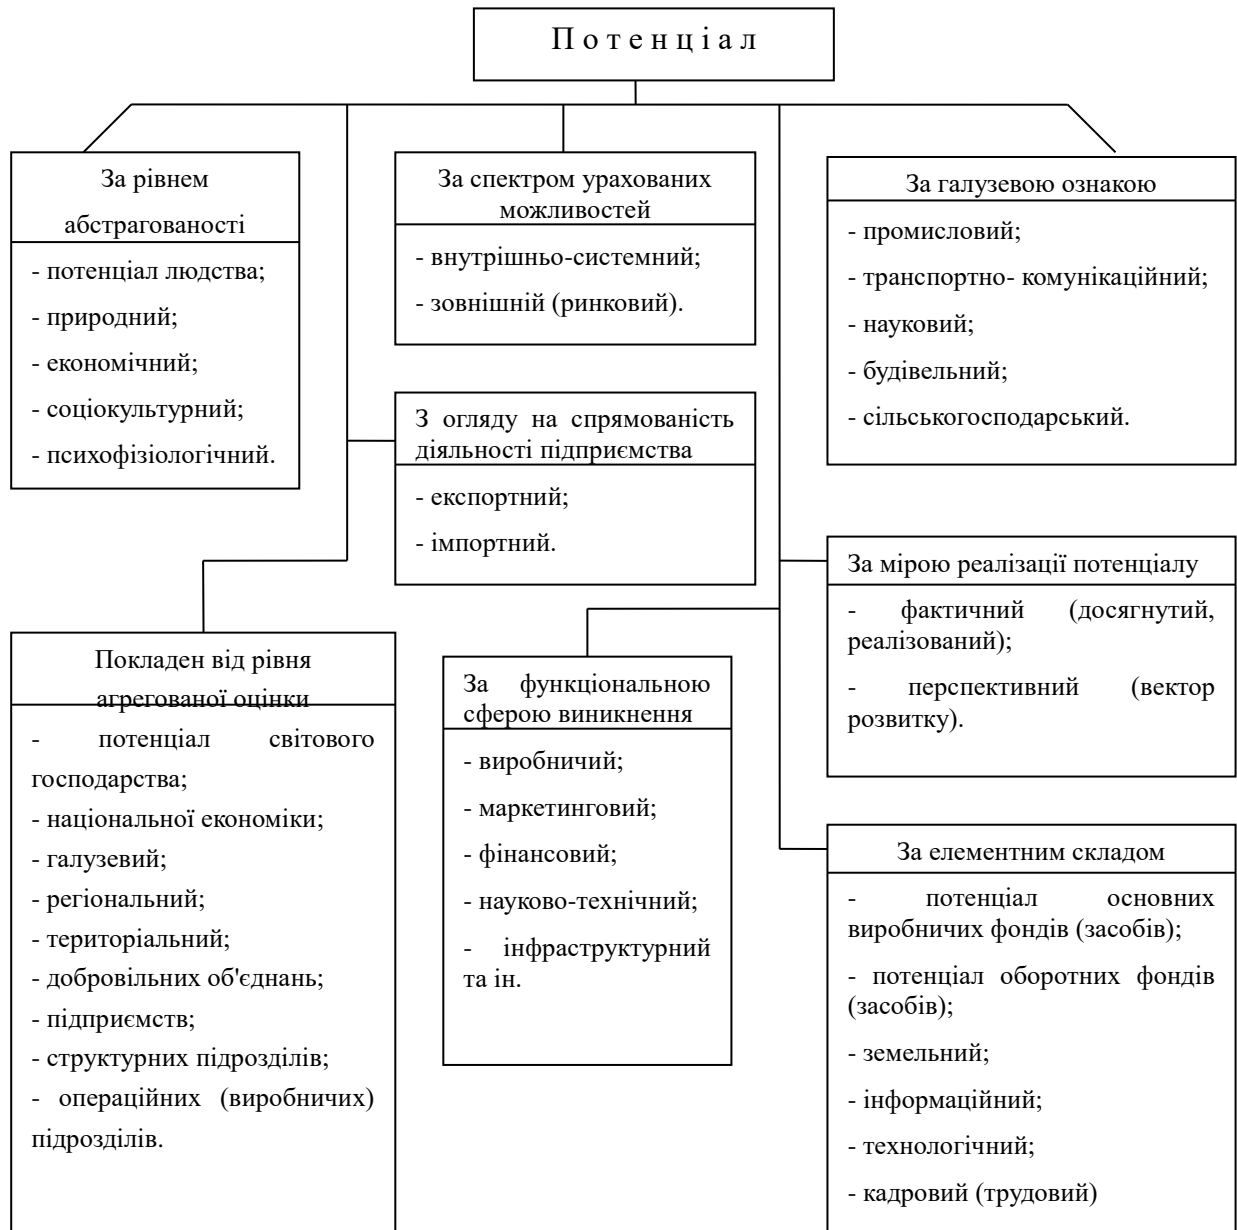 П о т е н ц і а л
За рівнем
абстрагованості
- потенціал людства;
- природний;
- економічний;
- соціокультурний;
- психофізіологічний.
За спектром урахованих
можливостей
- внутрішньо-системний;
- зовнішній (ринковий).
За галузевою ознакою
- промисловий;
- транспортно- комунікаційний;
- науковий;
- будівельний;
- сільськогосподарський.
З огляду на спрямованість
діяльності підприємства
- експортний;
- імпортний.
За мірою реалізації потенціалу
- фактичний (досягнутий,
реалізований);
- перспективний (вектор
розвитку).
Покладен від рівня
агрегованої оцінки
- потенціал світового
господарства;
- національної економіки;
- галузевий;
- регіональний;
- територіальний;
- добровільних об'єднань;
- підприємств;
- структурних підрозділів;
- операційних (виробничих)
підрозділів.
За функціональною
сферою виникнення
- виробничий;
- маркетинговий;
- фінансовий;
- науково-технічний;
- інфраструктурний
та ін.
За елементним складом
- потенціал основних
виробничих фондів (засобів);
- потенціал оборотних фондів
(засобів);
- земельний;
- інформаційний;
- технологічний;
- кадровий (трудовий)